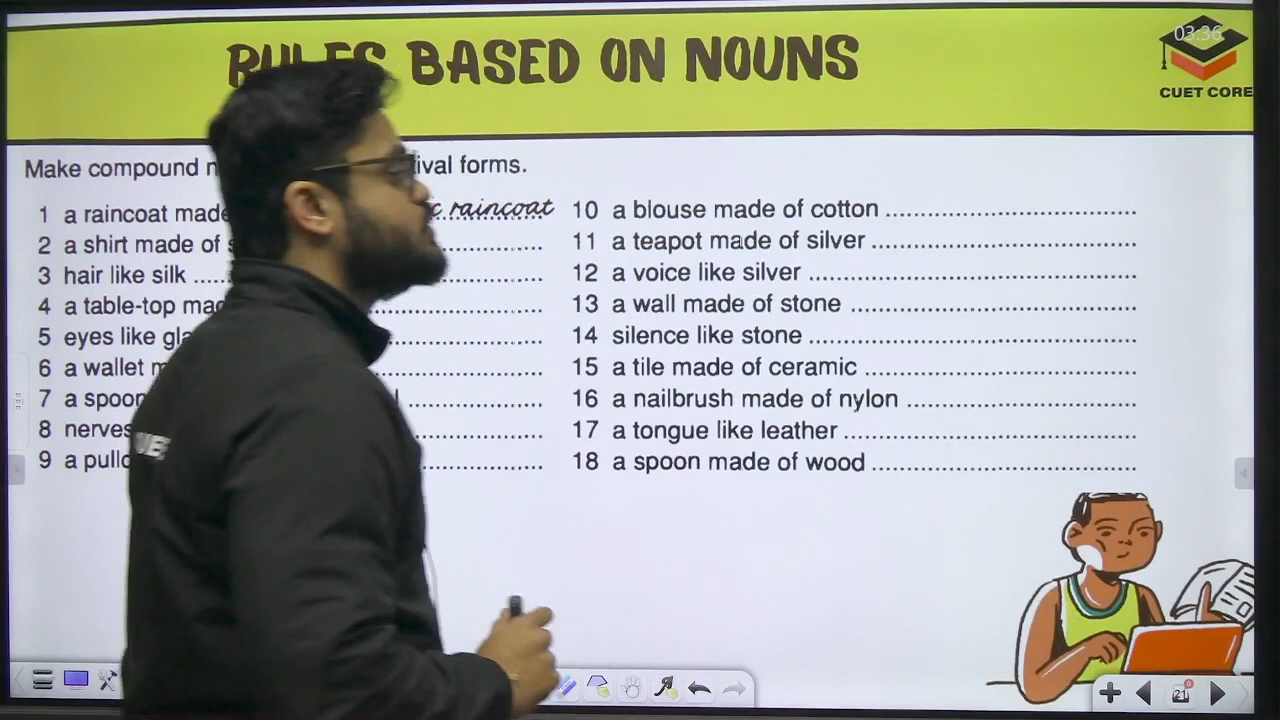 RULES BASED ON NOUNS
03:36
CUET CORE
Make compound ival forms.
1 a raincoat made raincoat
2 a shirt made of
3 hair like silk
4 a table-top
5 eyes like
6 a wallet
7 a spoon
8 nerves
9 a
10 a blouse made of cotton
11 a teapot made of silver
12 a voice like silver
13 a wall made of stone
14 silence like stone
15 a tile made of ceramic
16 a nailbrush made of nylon
17 a tongue like leather
18 a spoon made of wood
21